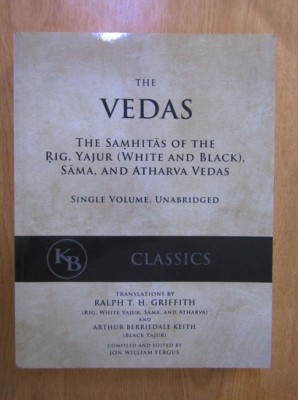 THE
VEDAS
THE SAṂHITĀS OF THE
ṚIG, YAJUR (WHITE AND BLACK),
SĀMA, AND ATHARVA VEDAS
SINGLE VOLUME, UNABRIDGED
KB CLASSICS
TRANSLATIONS BY
RALPH T. H. GRIFFITH
(RIG, WHITE YAJUR, SAMA, AND ATHARVA)
AND
ARTHUR BERRIEDALE KEITH
(BLACK YAJUR)
COMPILED AND EDITED BY
JON WILLIAM FERGUS